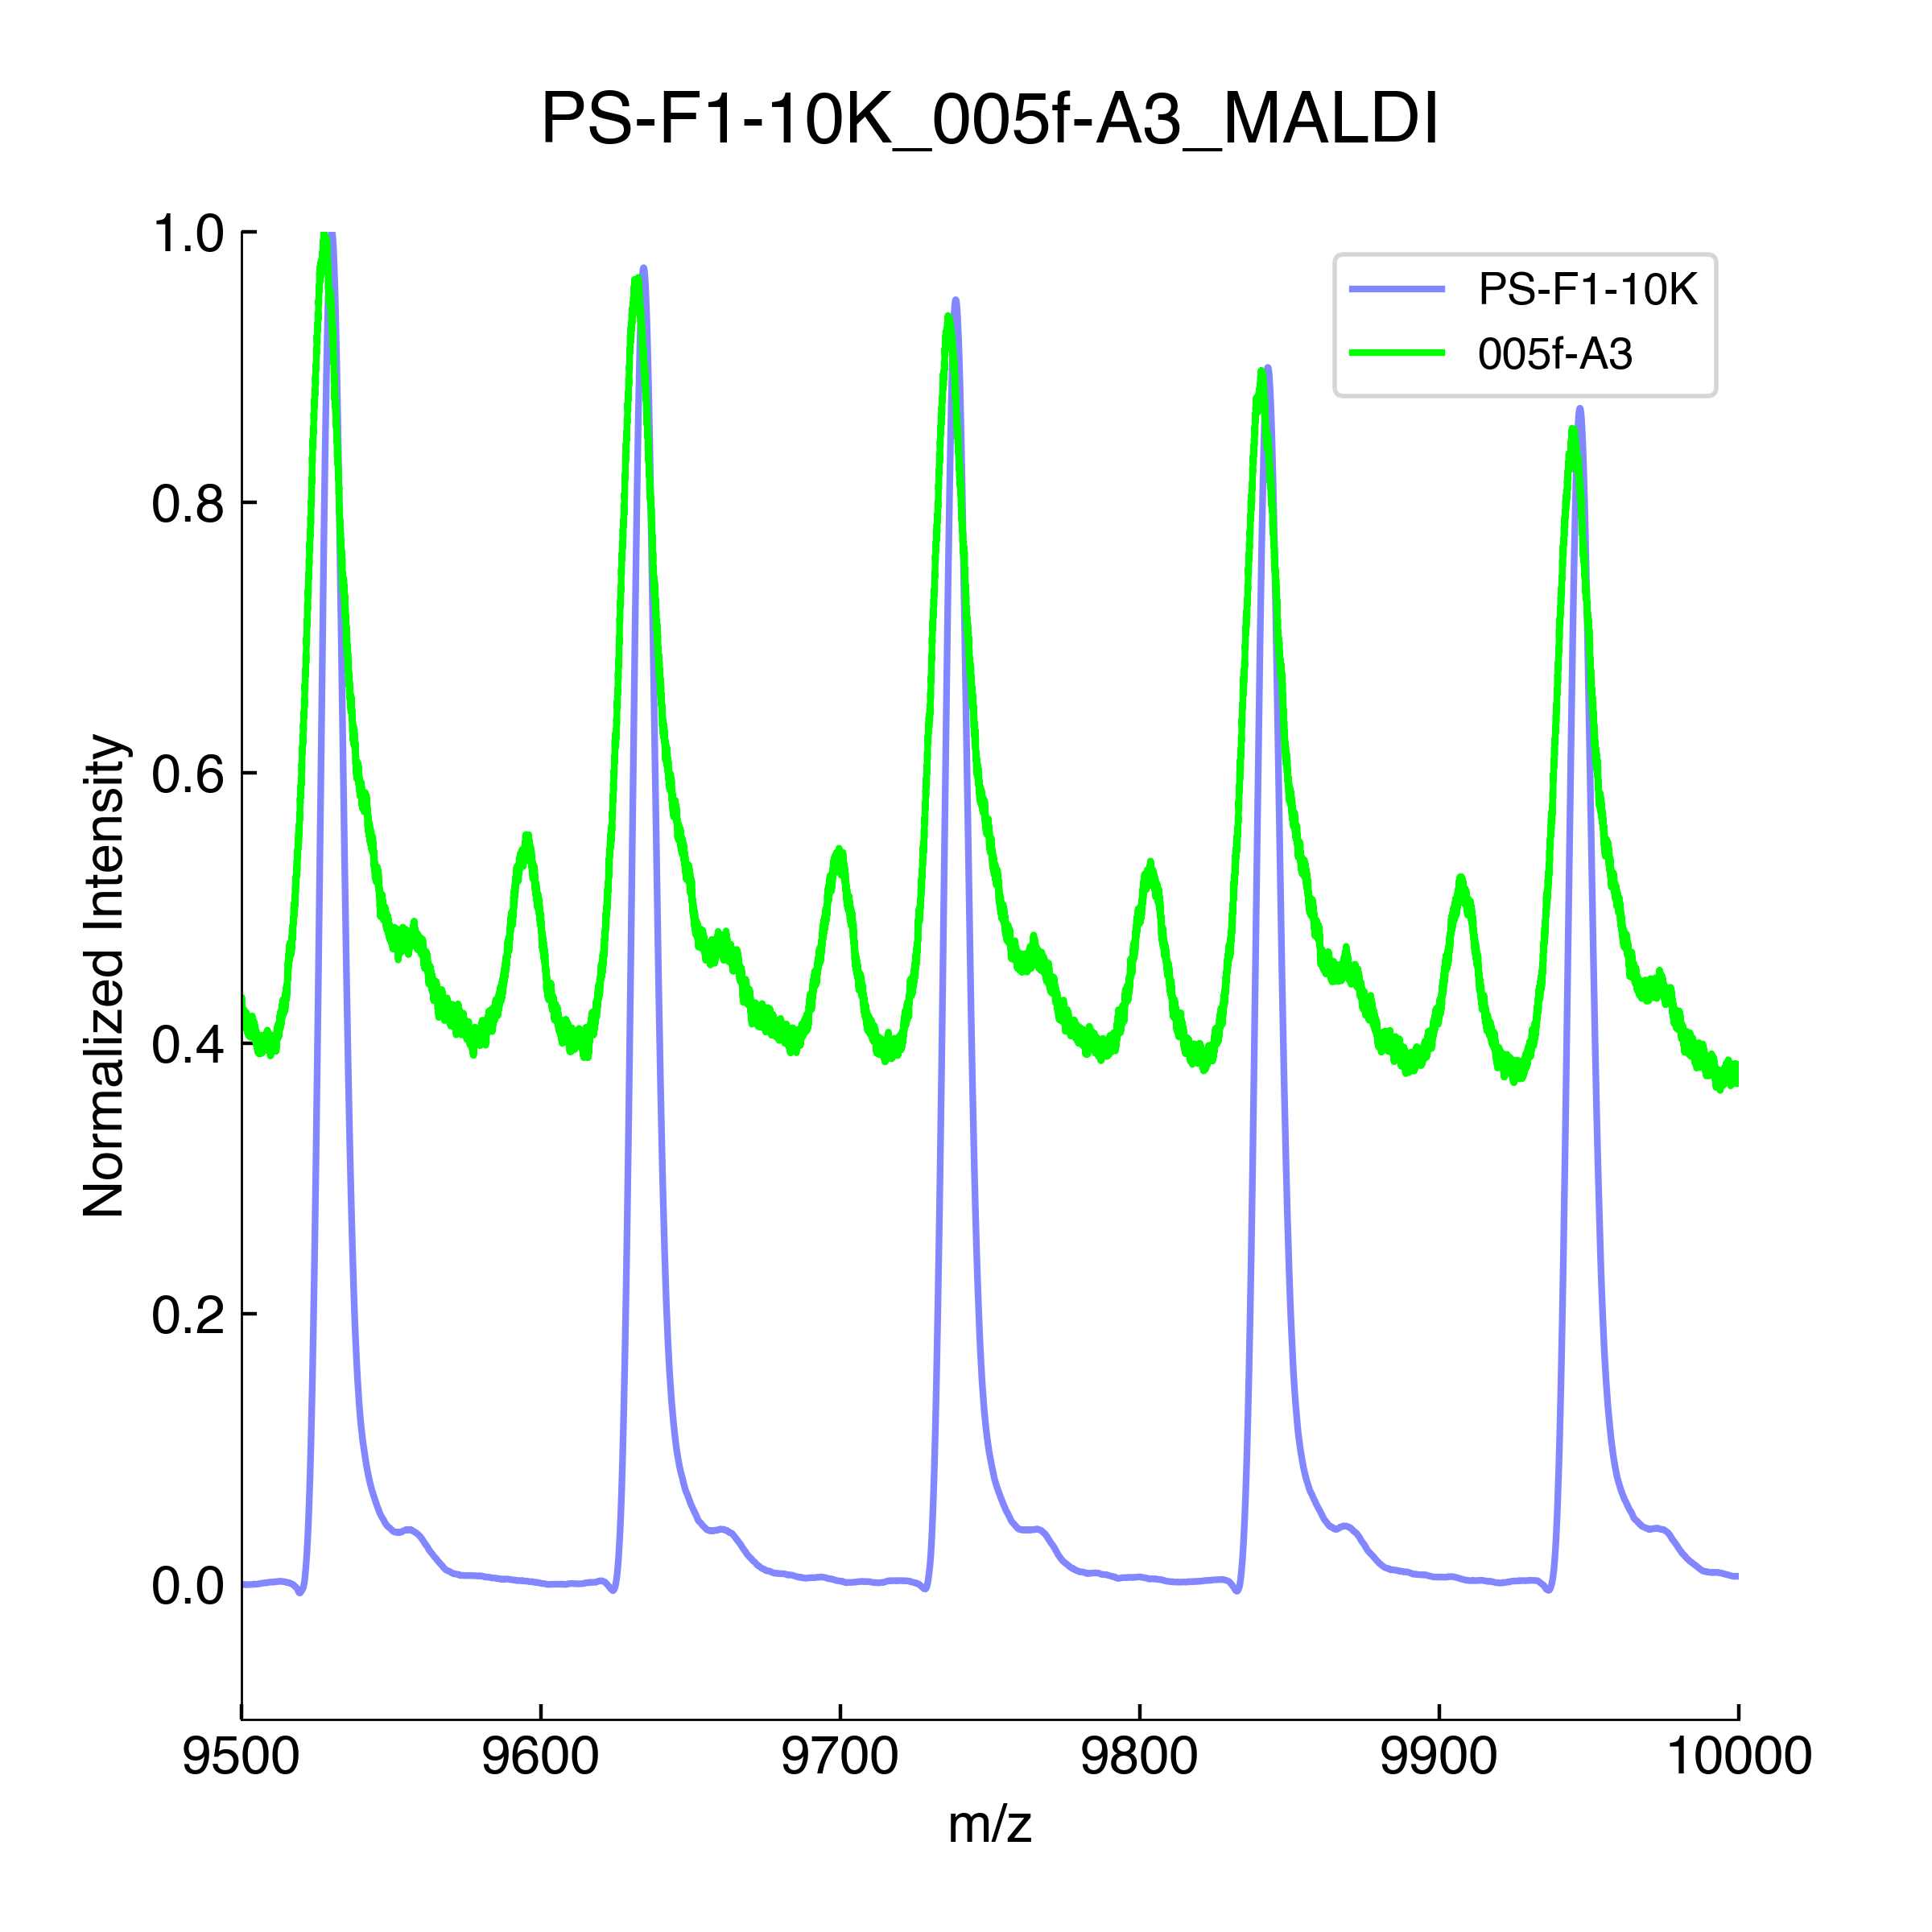 PS-F1-10K_005f-A3_MALDI
1.0
PS-F1-10K
005f-A3
0.8
0.6
0.4
0.2
0.0
Normalized Intensity
9500 9600 9700 9800 9900 10000
m/z